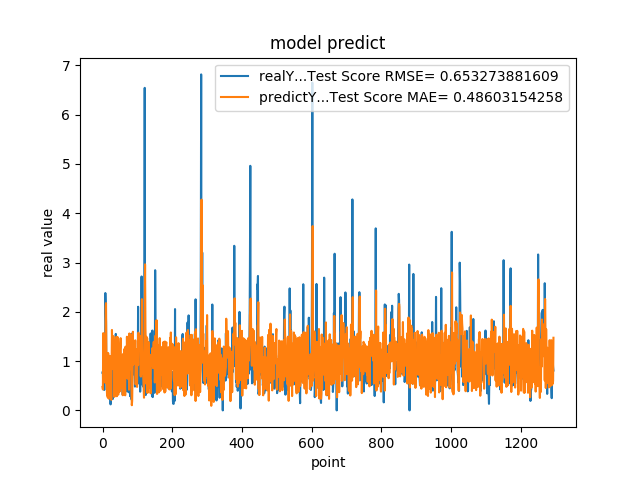 model predict
realY...Test Score RMSE= 0.653273881609
predictY...Test Score MAE= 0.48603154258
real value
7
6
5
4
3
2
1
0
0 200 400 600 800 1000 1200
point